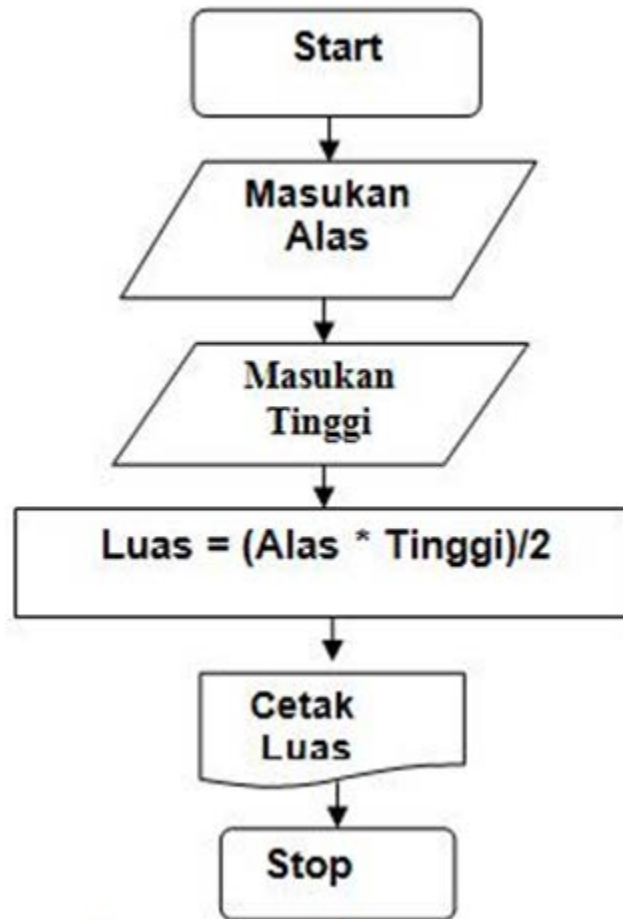 Start
Masukan
Alas
Masukan
Tinggi
Luas = (Alas * Tinggi)/2
Cetak
Luas
Stop